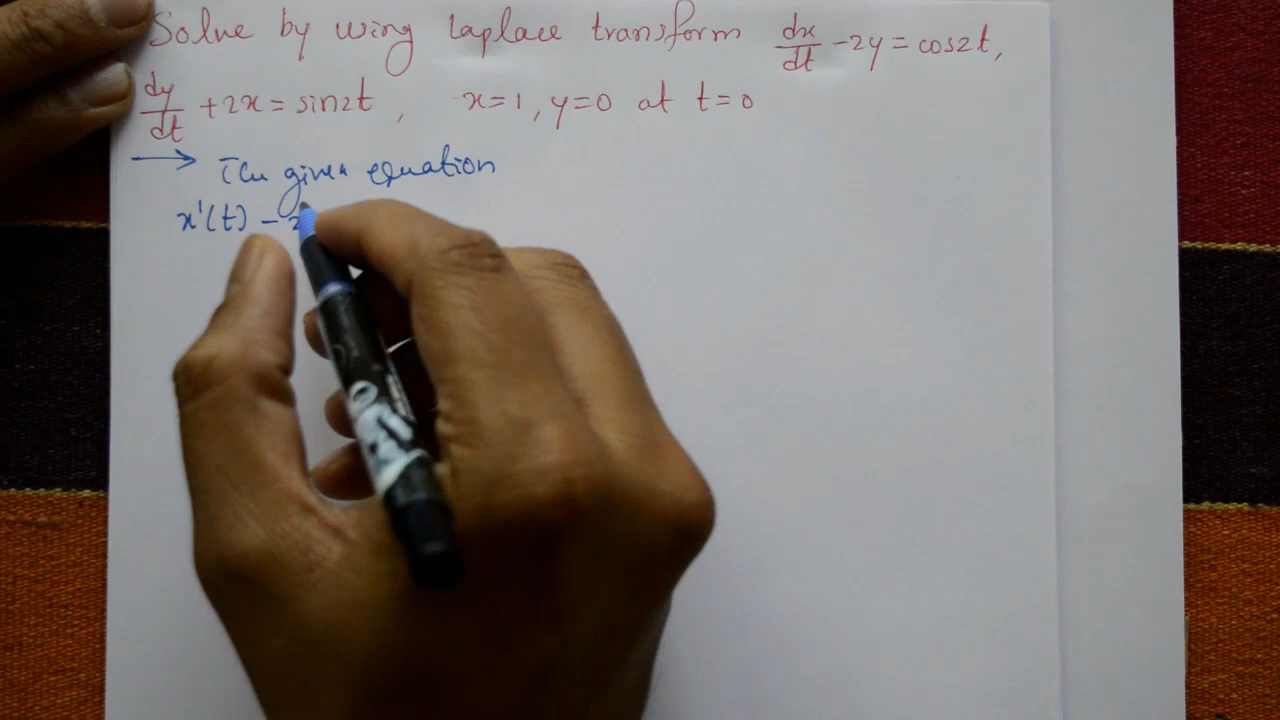 Solve by using laplace transform dx/dt -2y = cos2t,
dy/dt +2x = sin2t, x=1, y=0 at t=0
→ The given equation
x'(t) - 2